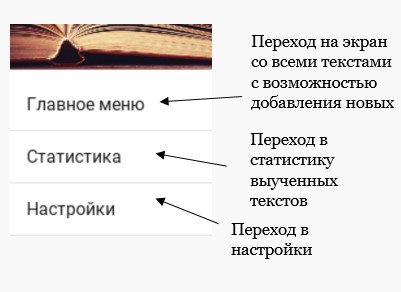 Главное меню
Переход на экран
со всеми текстами
с возможностью
добавления новых
Статистика
Переход в
статистику
выученных
текстов
Настройки
Переход в
настройки